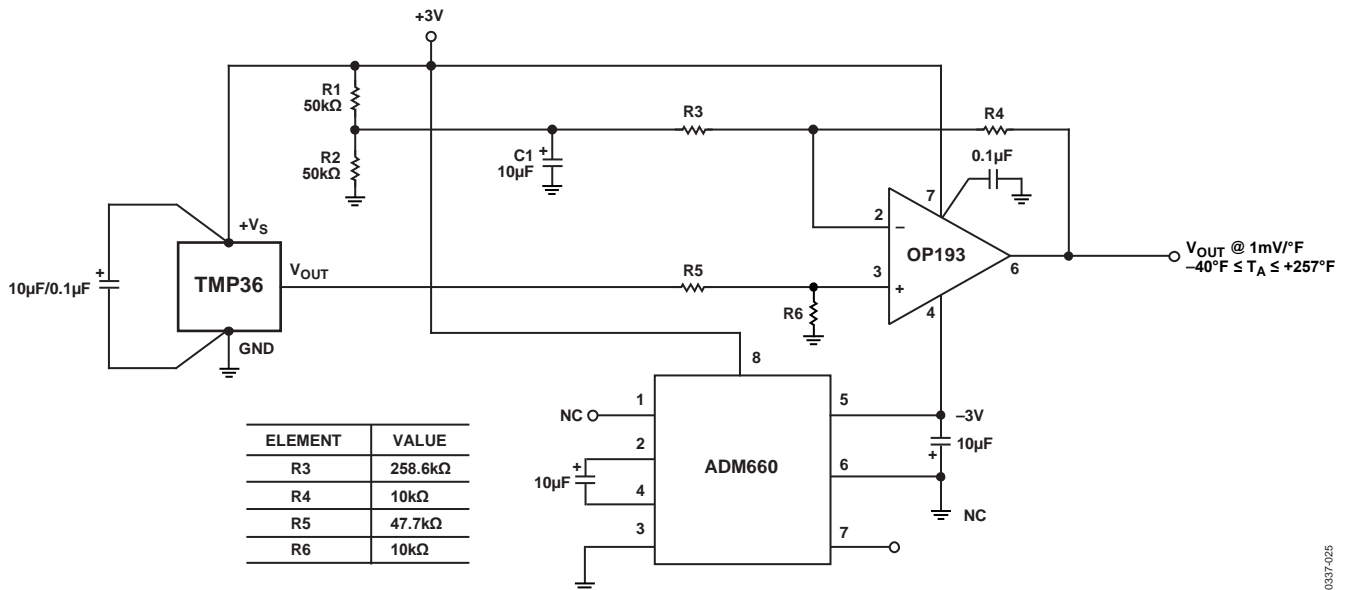 +3V
R1
50kΩ
R3
R4
R2
50kΩ
C1
+
10µF
0.1µF
7
+VS
2
–
OP193
VOUT @ 1mV/°F
–40°F ≤ TA ≤ +257°F
6
10µF/0.1µF
+
TMP36
VOUT
R5
3
+
R6
4
GND
8
NC
1
5
–3V
ELEMENT VALUE
R3 258.6kΩ
R4 10kΩ
R5 47.7kΩ
R6 10kΩ
2
ADM660
10µF
+
+
10µF
4
6
NC
3
7
0337-025